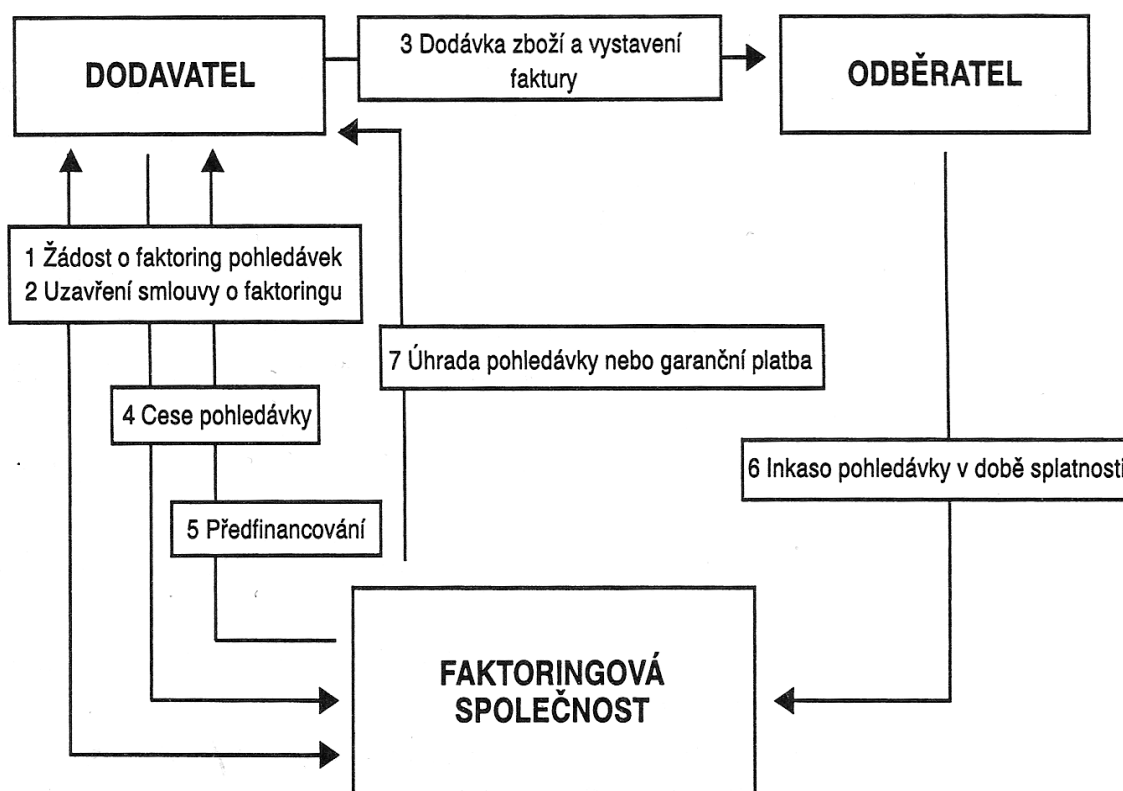 DODAVATEL
3 Dodávka zboží a vystavení
faktury
ODBĚRATEL
1 Žádost o faktoring pohledávek
2 Uzavření smlouvy o faktoringu
7 Úhrada pohledávky nebo garanční platba
4 Cese pohledávky
6 Inkaso pohledávky v době splatnosti
5 Předfinancování
FAKTORINGOVÁ
SPOLEČNOST